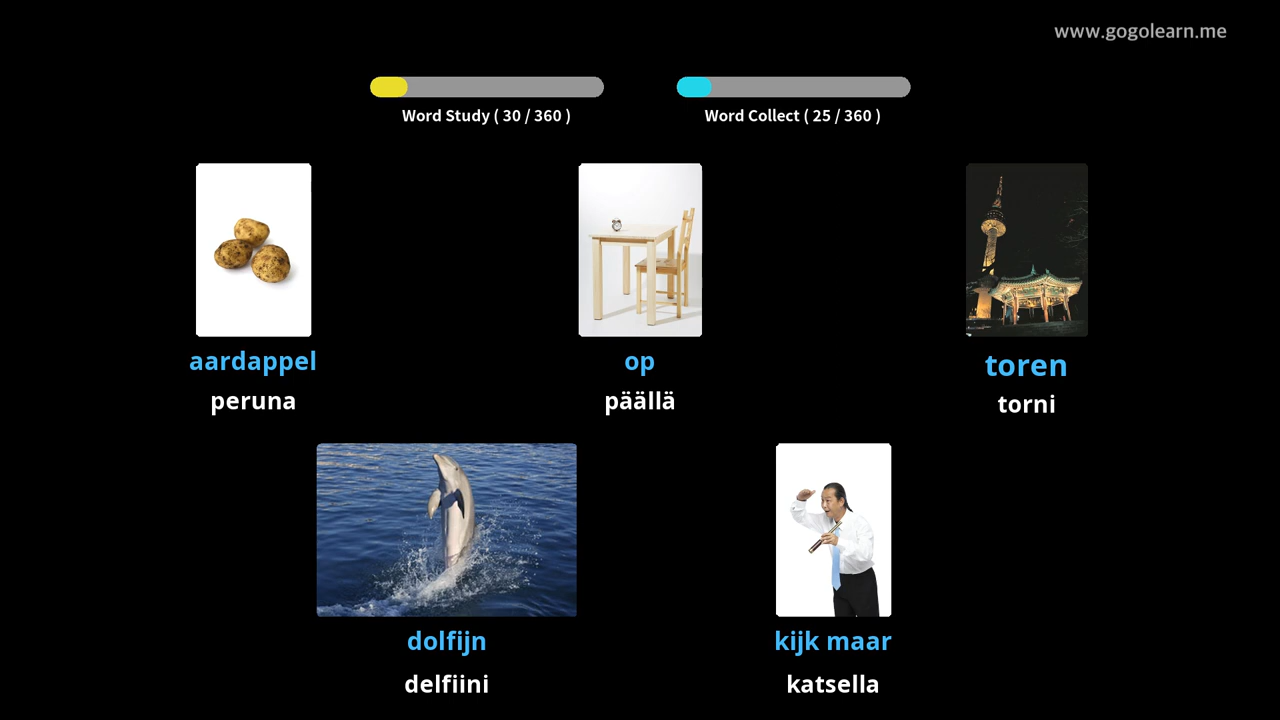 www.gogolearn.me
Word Study ( 30 / 360 )
Word Collect ( 25 / 360 )
aardappel
peruna
op
päällä
toren
torni
dolfijn
delfiini
kijk maar
katsella